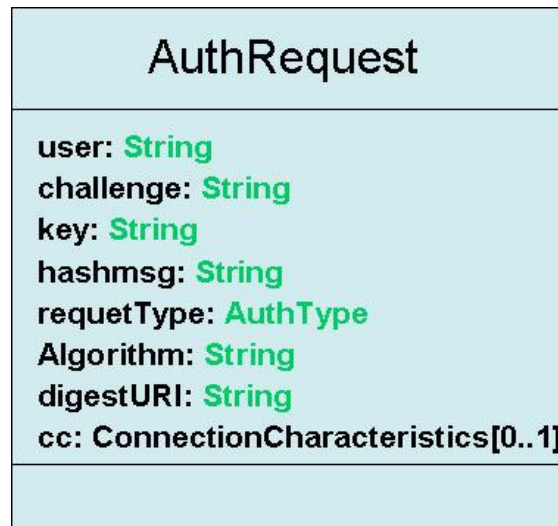 AuthRequest
user: String
challenge: String
key: String
hashmsg: String
requetType: AuthType
Algorithm: String
digestURI: String
cc: ConnectionCharacteristics[0..1]